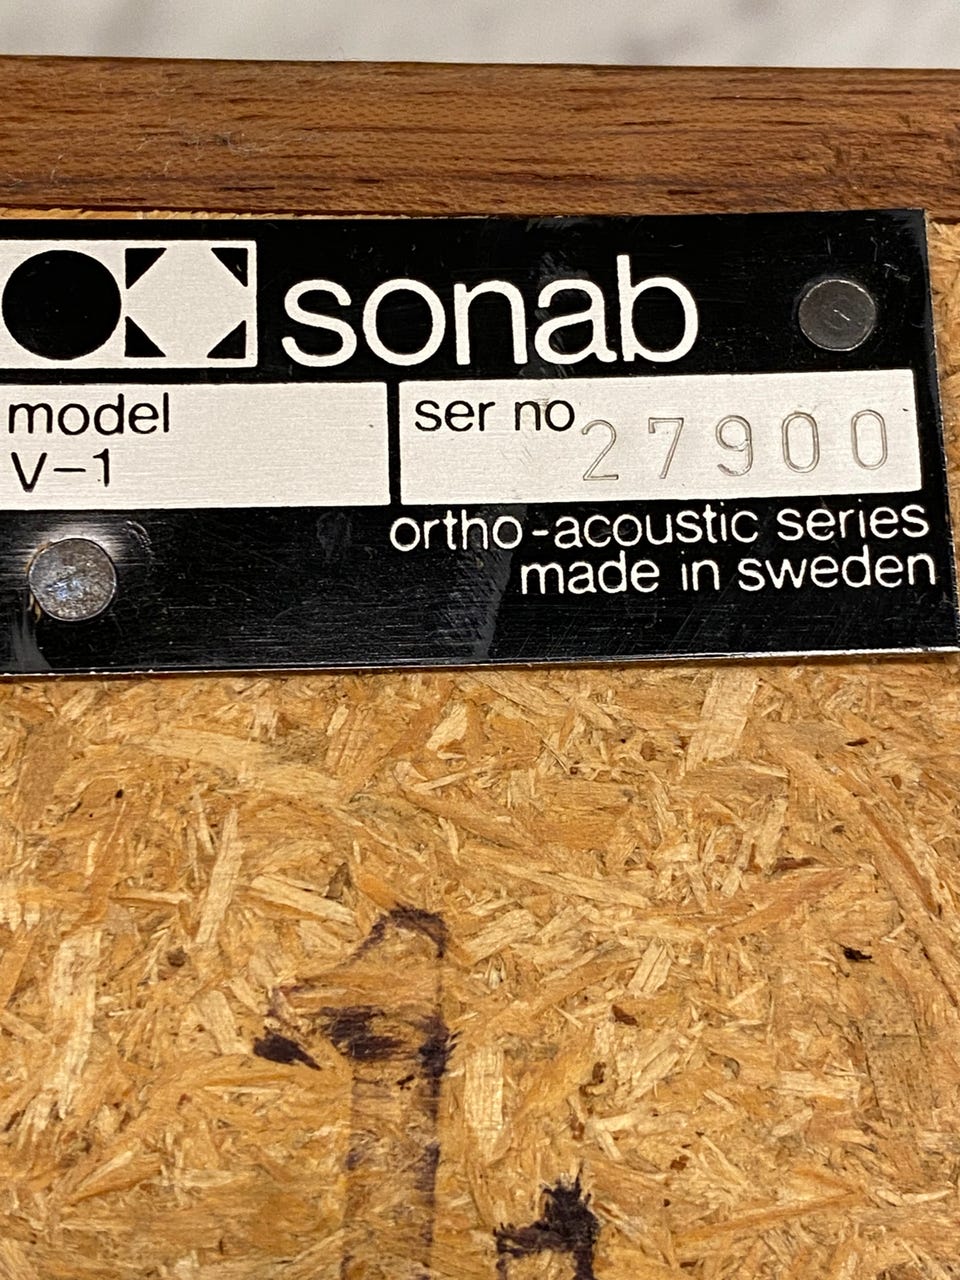 sonab
model
V-1
ser no 27900
ortho-acoustic series
made in sweden